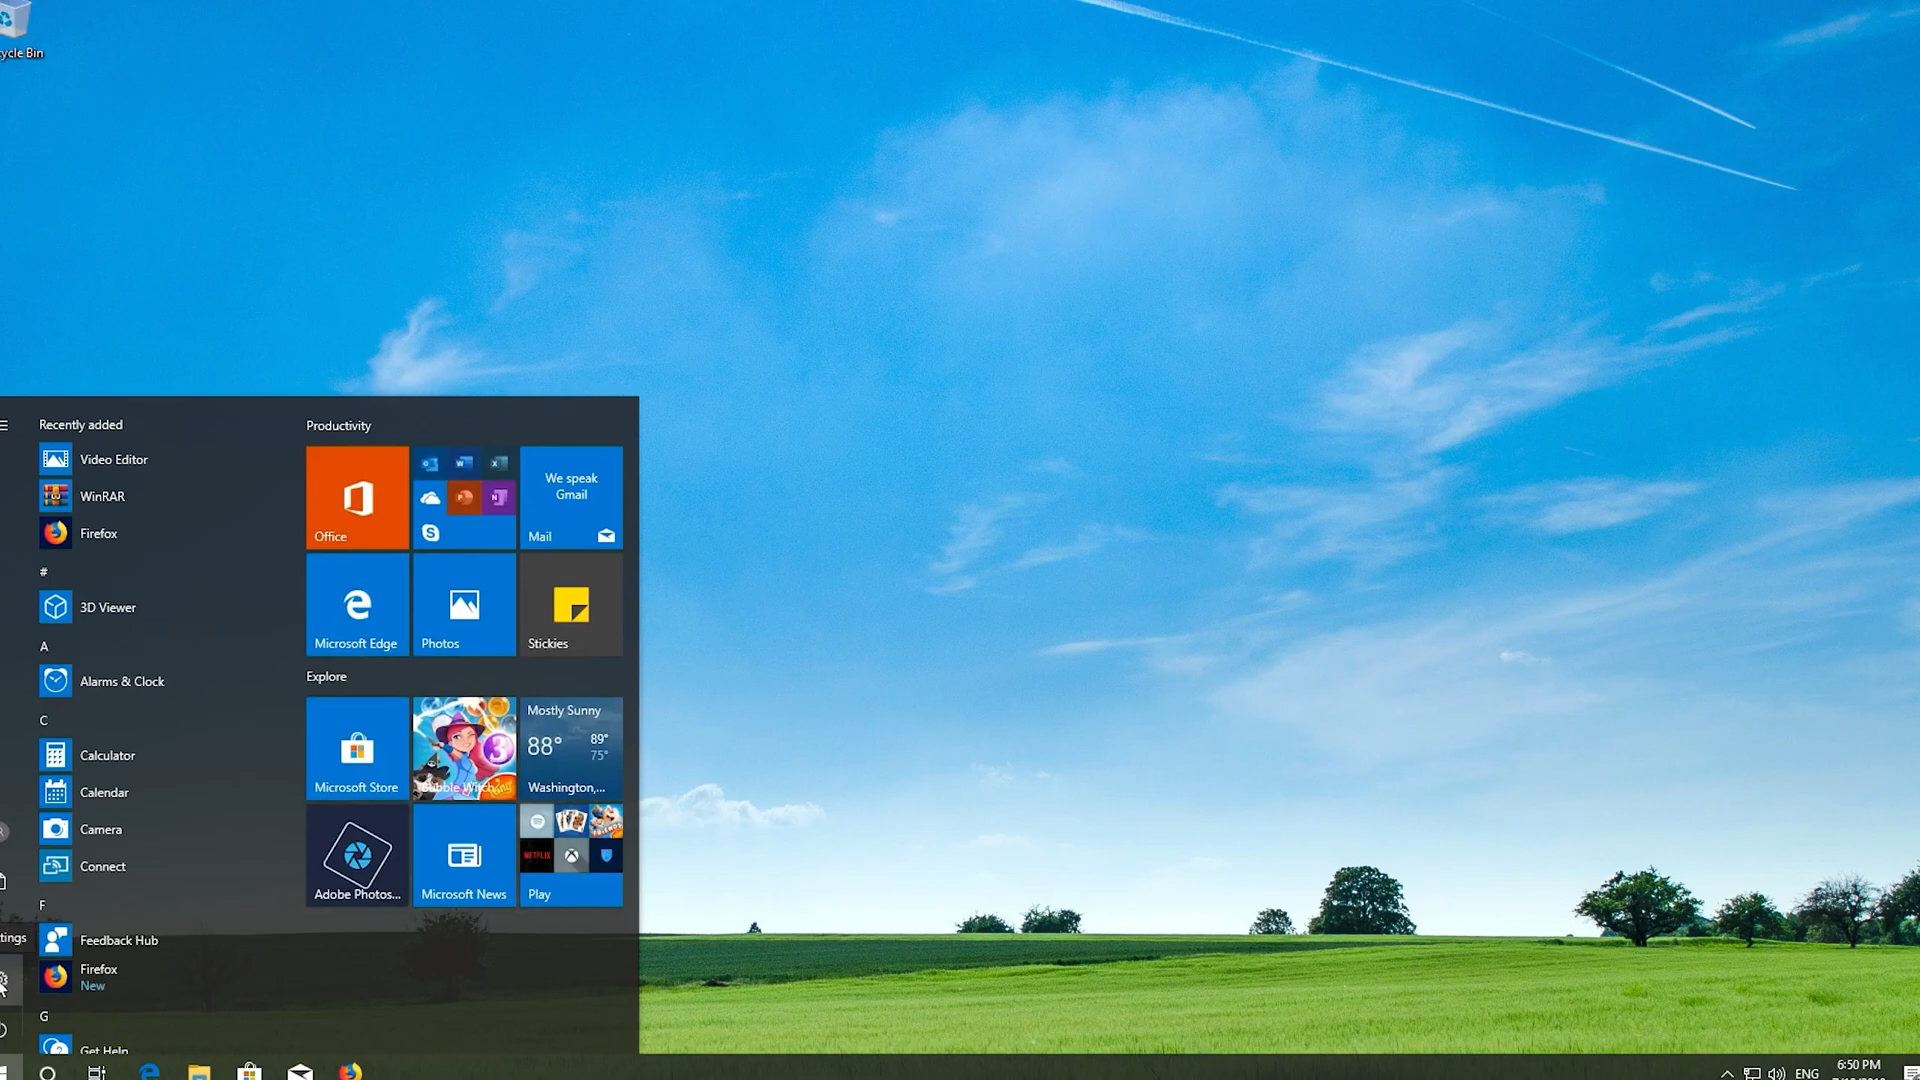 cycle Bin
Recently added
Video Editor
WinRAR
Firefox
#
3D Viewer
A
Alarms & Clock
C
Calculator
Calendar
Camera
Connect
F
tings
Feedback Hub
Firefox
New
G
Get Help
Productivity
Office
We speak
Gmail
Mail
Microsoft Edge
Photos
Stickies
Explore
Microsoft Store
Bubble Witch
3
Mostly Sunny
88°
89°
75°
Washington,...
Adobe Photos...
Microsoft News
NETFLIX
Play
ENG
6:50 PM